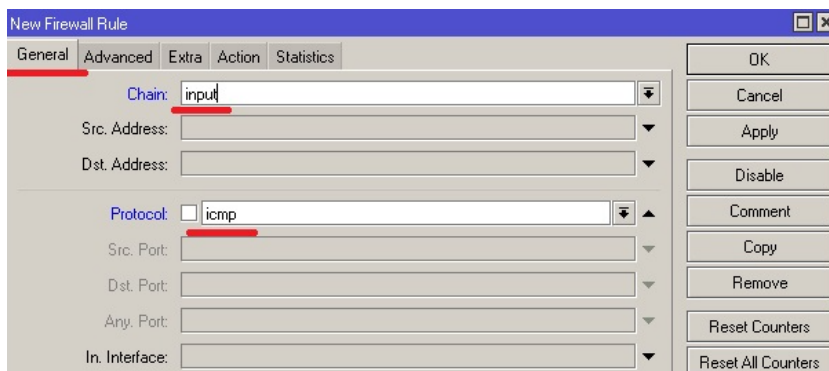 New Firewall Rule
General Advanced Extra Action Statistics
Chain: input
Src. Address:
Dst. Address:
Protocol: icmp
Src. Port:
Dst. Port:
Any. Port:
In. Interface:
OK
Cancel
Apply
Disable
Comment
Copy
Remove
Reset Counters
Reset All Counters